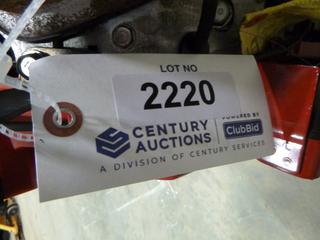 LOT NO
2220
CENTURY
AUCTIONS
POWERED BY
ClubBid
A DIVISION OF CENTURY SERVICES